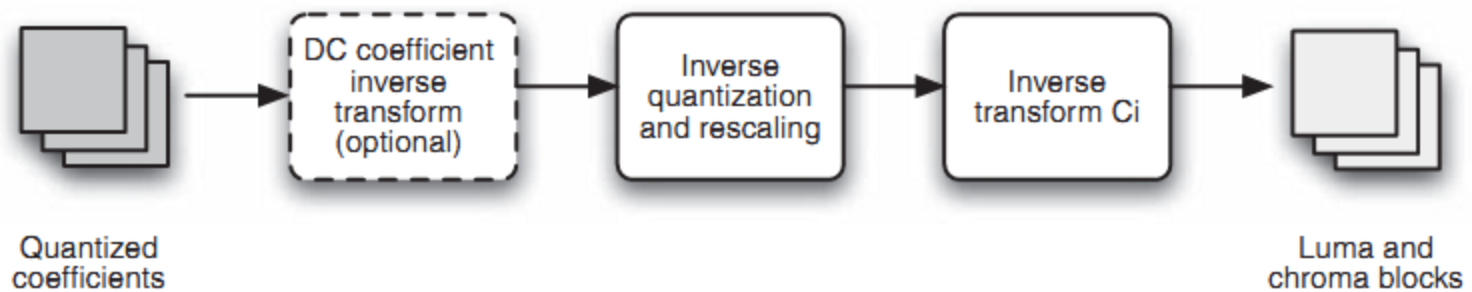 Quantized
coefficients
DC coefficient
inverse
transform
(optional)
Inverse
quantization
and rescaling
Inverse
transform Ci
Luma and
chroma blocks